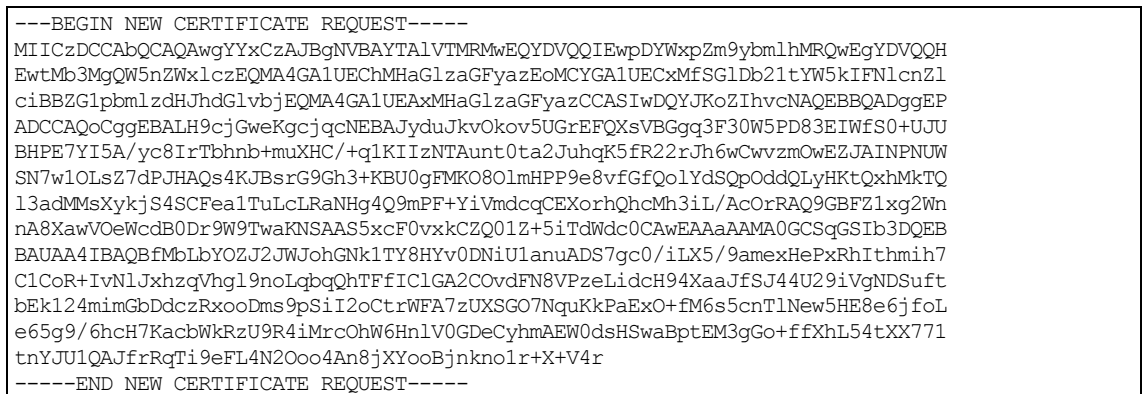 ---BEGIN NEW CERTIFICATE REQUEST-----
MIICzDCCAbQCAQAwgYYxCzAJBgNVBAYTAlVTMRMwEQYDVQQIEwpDYWxpZm9ybmlhMRQwEgYDVQQH
EwtMb3MgQW5nZWxlczEQMA4GA1UEChMHaGlzaGFyazEoMCYGA1UECxMfSGlDb21tYW5kIFNlcnZl
ciBBZG1pbmlzdHJhdGlvbjEQMA4GA1UEAxMHaGlzaGFyazCCASIwDQYJKoZIhvcNAQEBBQADggEP
ADCCAQoCggEBALH9cjGweKgcjqcNEBAJyduJkvOkov5UGrEFQXsVBGgq3F30W5PD83EIWfS0+UJU
BHPE7YI5A/yc8IrTbhnb+muXHC/+q1KIIzNTAunt0ta2JuhqK5fR22rJh6wCwvzmOwEZJAINPNUW
SN7w1OLsZ7dPJHAQs4KJBsrG9Gh3+KBU0gFMKO8OlmHPP9e8vfGfQolYdSQpOddQLyHKtQxhMkTQ
l3adMMsXykjS4SCFea1TuLcLRaNHg4Q9mPF+YiVmdcqCEXorhQhcMh3iL/AcOrRAQ9GBFZ1xg2Wn
nA8XawVOeWcdB0Dr9W9TwaKNSAAS5xcF0vxkCZQ01Z+5iTdWdc0CAwEAAaAAMA0GCSqGSIb3DQEB
BAUAA4IBAQBfMbLbYOZJ2JWJohGNk1TY8HYv0DNiU1anuADS7gc0/iLX5/9amexHePxRhIthmih7
C1CoR+IvNlJxhzqVhgl9noLqbqQhTFfIClGA2COvdFN8VPzeLidcH94XaaJfSJ44U29iVgNDSuft
bEkl24mimGbDdczRxooDms9pSiI2oCtrWFA7zUXSGO7NquKkPaExO+fM6s5cnTlNew5HE8e6jfoL
e65g9/6hcH7KacbWkRzU9R4iMrcOhW6HnlV0GDeCyhmAEW0dsHSwaBptEM3gGo+ffXhL54tXX771
tnYJU1QAJfrRqTi9eFL4N2Ooo4An8jXYooBjnkno1r+X+V4r
-----END NEW CERTIFICATE REQUEST-----